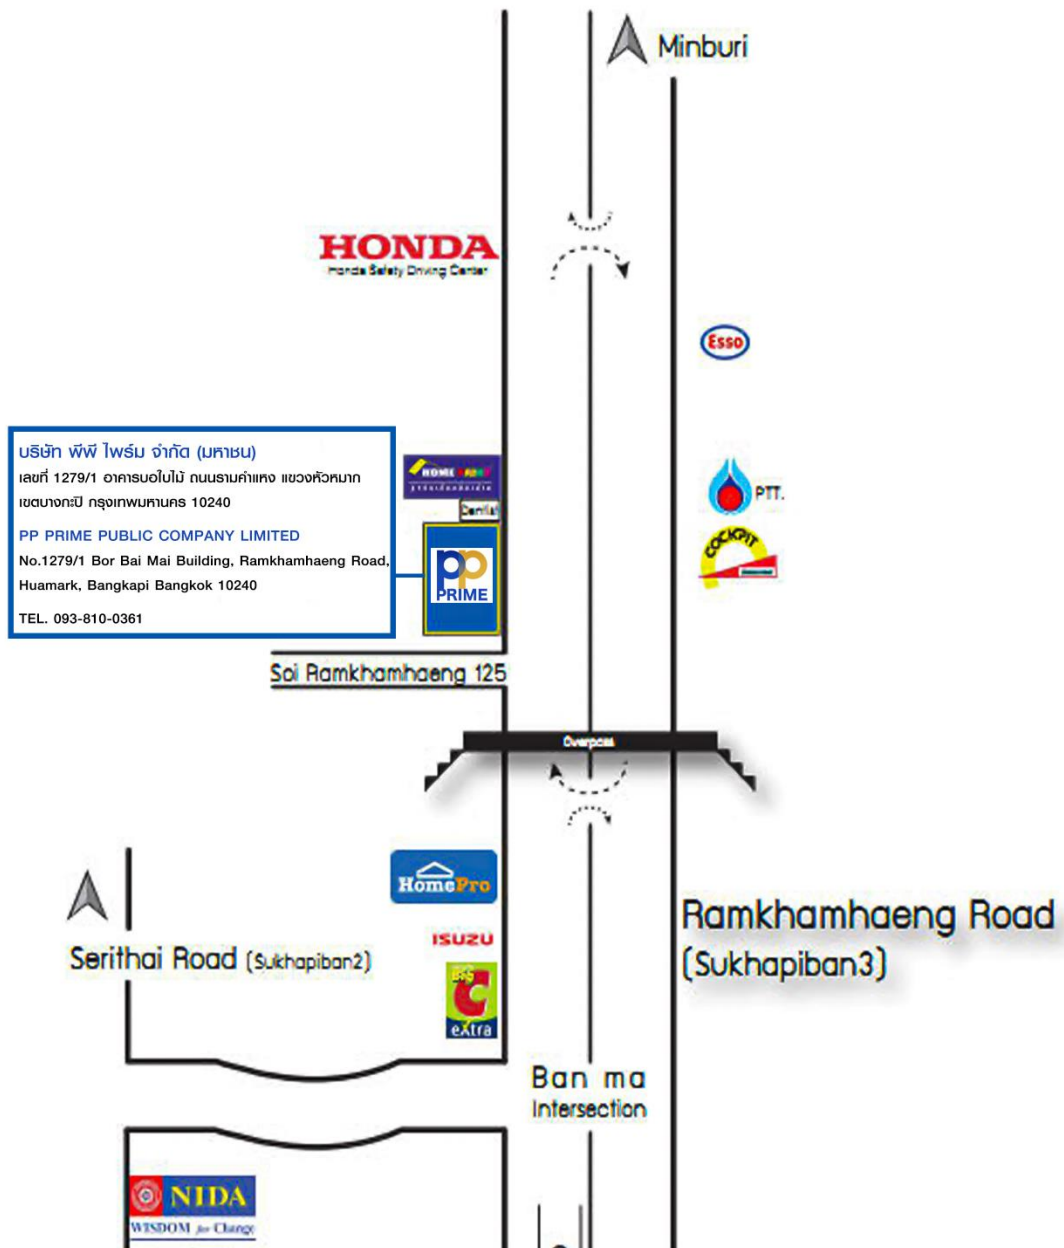 Minburi
HONDA
Honda Safety Driving Center
Esso
บริษัท พีพี ไพร์ม จำกัด (มหาชน)
เลขที่ 1279/1 อาคารบอใบไม้ ถนนรามคำแหง แขวงหัวหมาก
เขตบางกะปิ กรุงเทพมหานคร 10240
PP PRIME PUBLIC COMPANY LIMITED
No.1279/1 Bor Bai Mai Building, Ramkhamhaeng Road,
Huamark, Bangkapi Bangkok 10240
TEL. 093-810-0361
HOME
Dentist
pp
PRIME
PTT.
COCKPIT
Soi Ramkhamhaeng 125
Overpass
HomePro
ISUZU
Big
C
eXtra
Serithai Road (Sukhapiban2)
Ramkhamhaeng Road
(Sukhapiban3)
Ban ma
Intersection
NIDA
WISDOM for Change